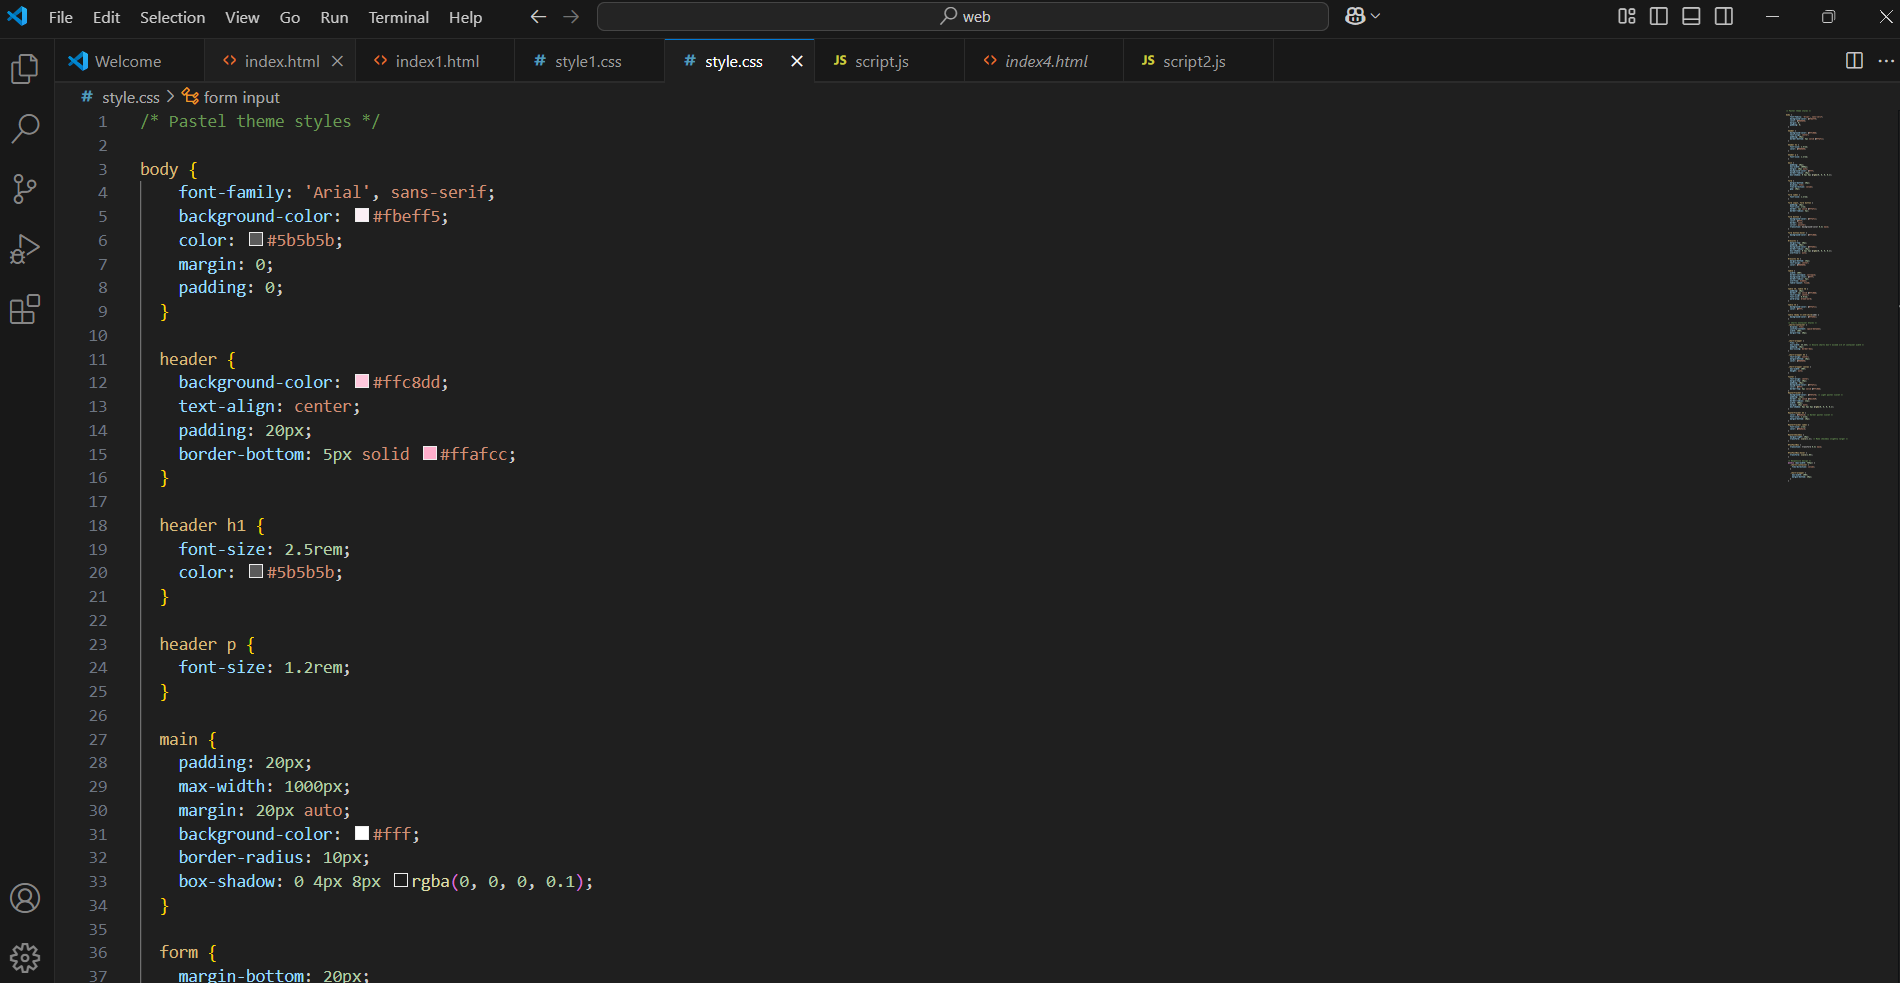 File Edit Selection View Go Run Terminal Help web
Welcome index.html index1.html # style1.css # style.css JS script.js index4.html JS script2.js
# style.css > form input
1 /* Pastel theme styles */
2
3 body {
4 font-family: 'Arial', sans-serif;
5 background-color: #fbeff5;
6 color: #5b5b5b;
7 margin: 0;
8 padding: 0;
9 }
10
11 header {
12 background-color: #ffc8dd;
13 text-align: center;
14 padding: 20px;
15 border-bottom: 5px solid #ffafcc;
16 }
17
18 header h1 {
19 font-size: 2.5rem;
20 color: #5b5b5b;
21 }
22
23 header p {
24 font-size: 1.2rem;
25 }
26
27 main {
28 padding: 20px;
29 max-width: 1000px;
30 margin: 20px auto;
31 background-color: #fff;
32 border-radius: 10px;
33 box-shadow: 0 4px 8px rgba(0, 0, 0, 0.1);
34 }
35
36 form {
37 margin-bottom: 20px;